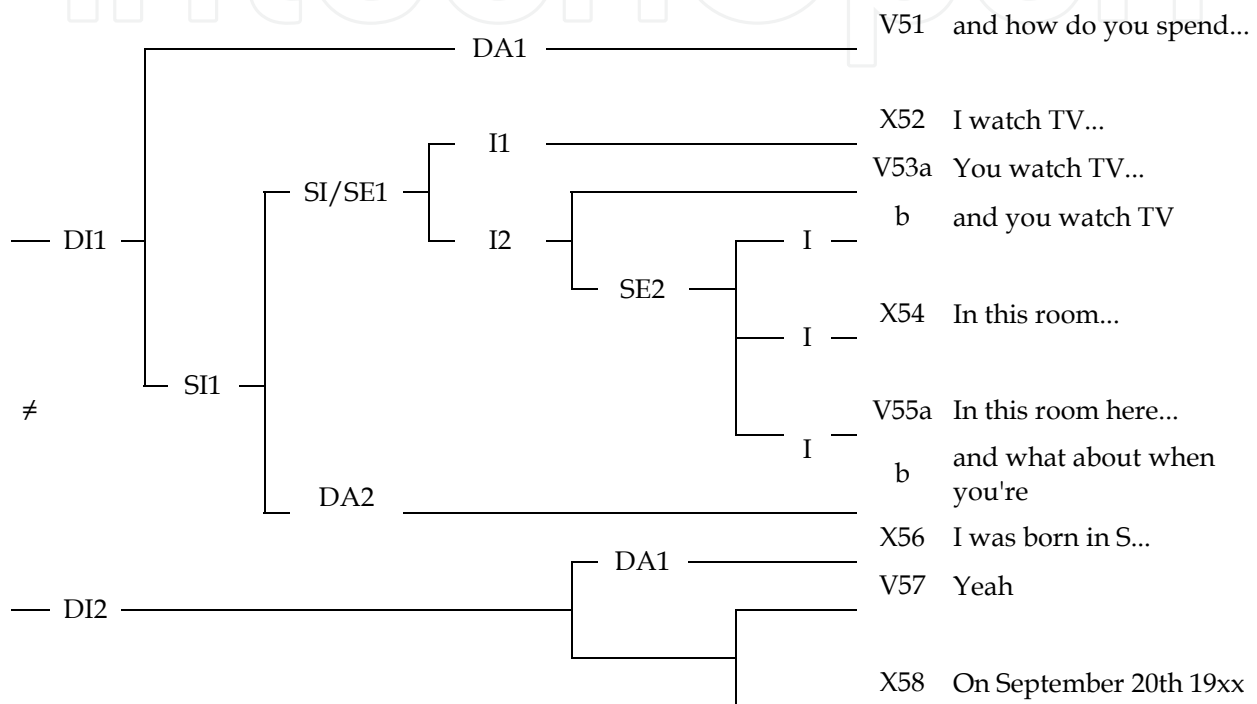 V51 and how do you spend...
DA1
X52 I watch TV...
I1
V53a You watch TV...
SI/SE1
b and you watch TV
DI1
I2
I
SE2
X54 In this room...
I
SI1
≠
V55a In this room here...
I
b and what about when
you're
DA2
X56 I was born in S...
DA1
V57 Yeah
DI2
X58 On September 20th 19xx